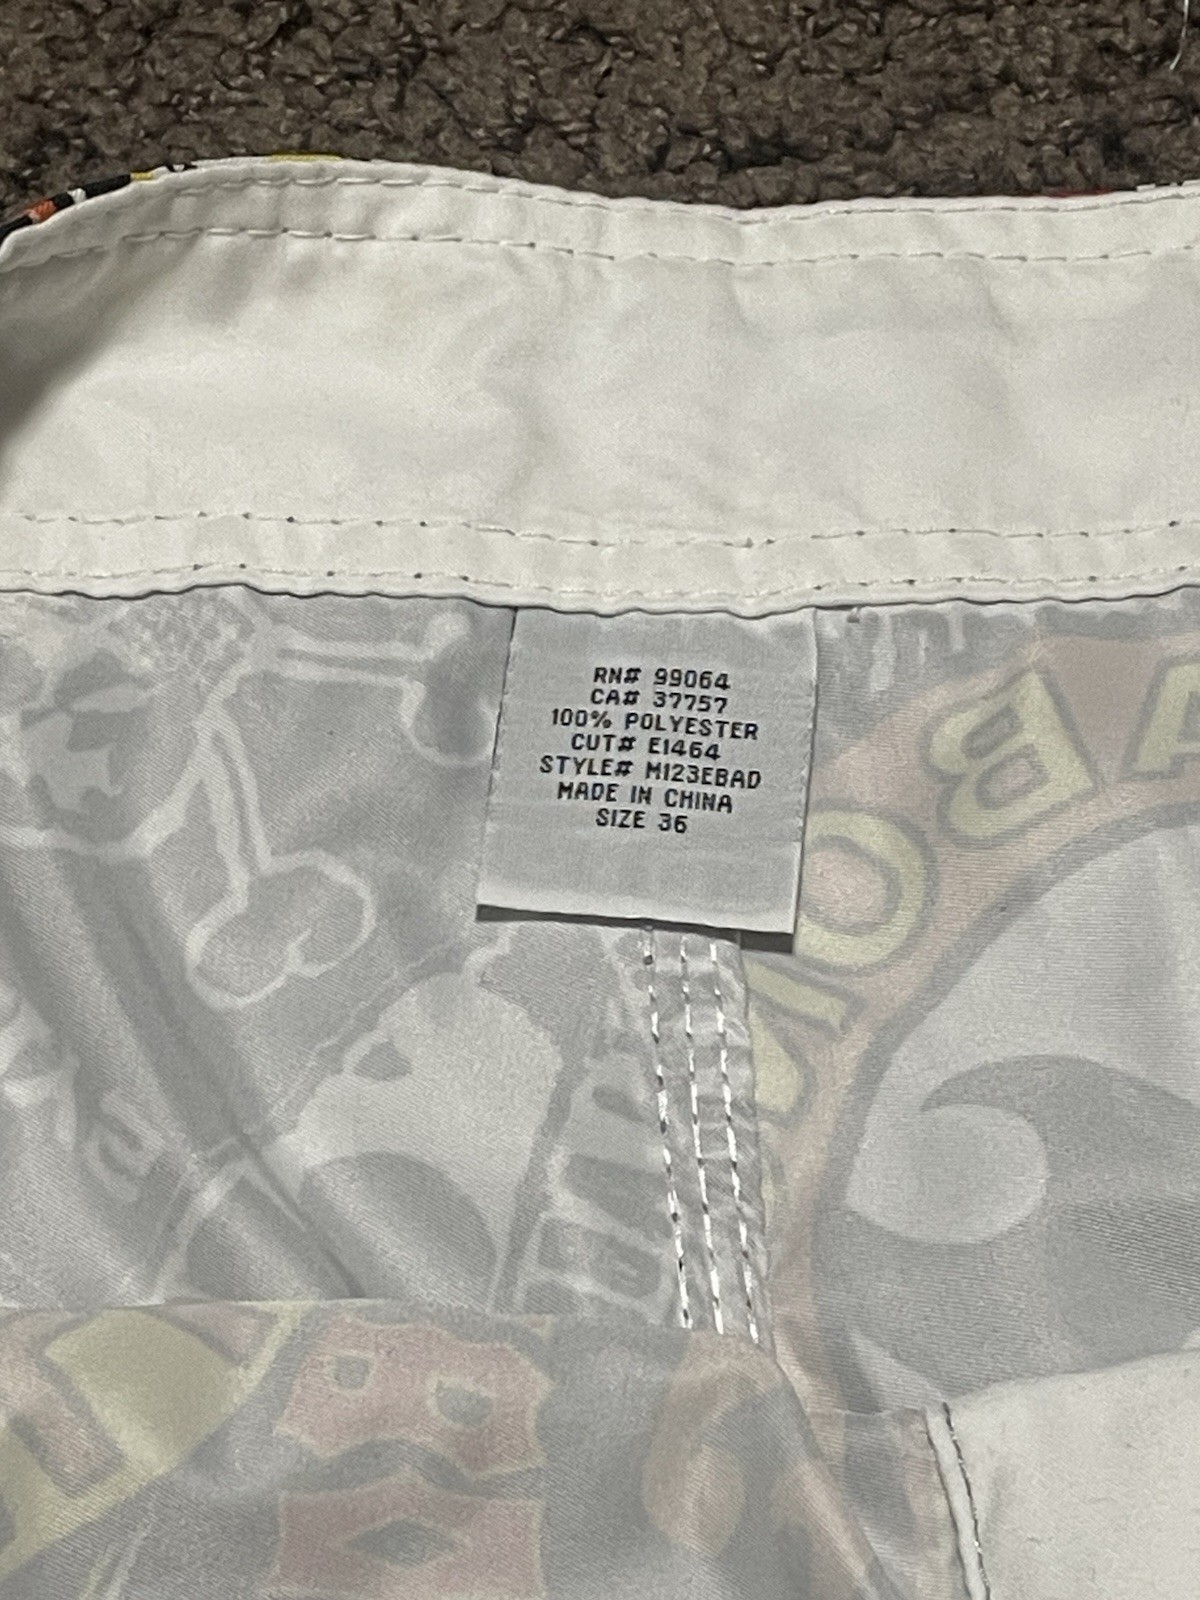 RN# 99064
CA# 37757
100% POLYESTER
CUT# E1464
STYLE# M123EBAD
MADE IN CHINA
SIZE 36